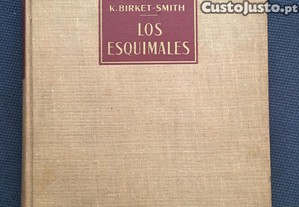 CustoJusto.pt
K. BIRKET-SMITH
LOS
ESQUIMALES